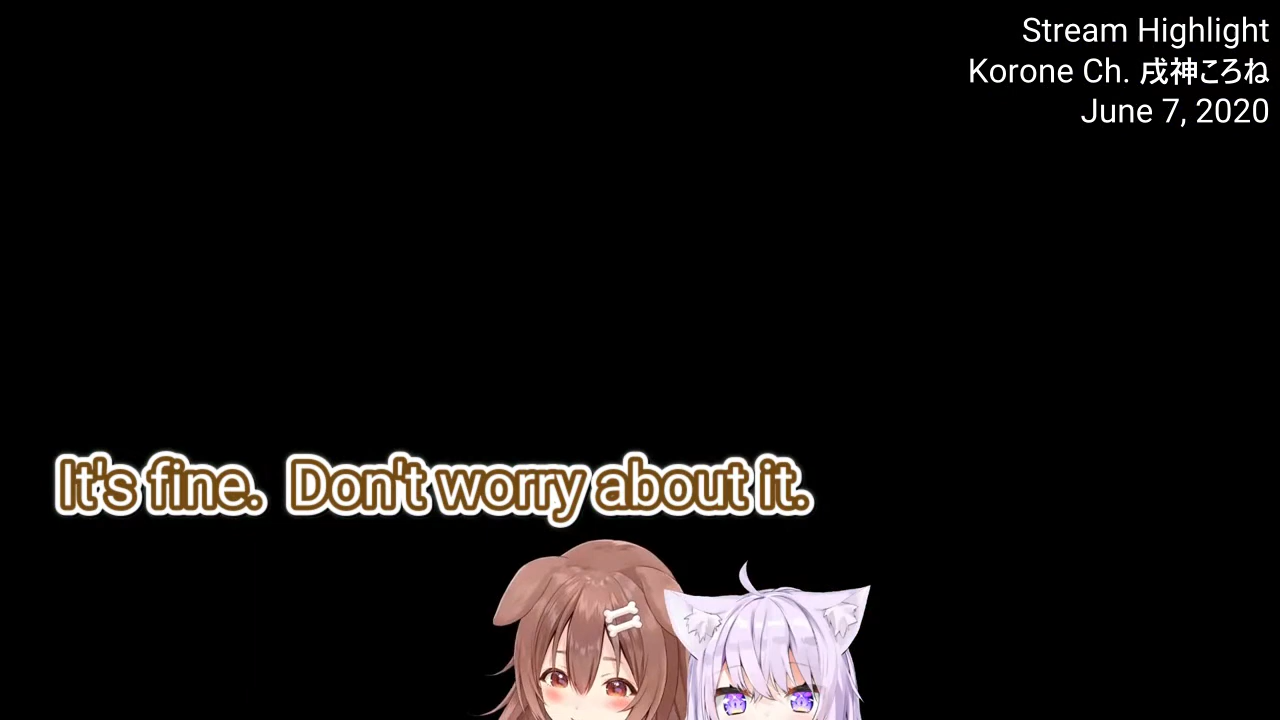 Stream Highlight
Korone Ch. 戌神ころね
June 7, 2020
It's fine. Don't worry about it.